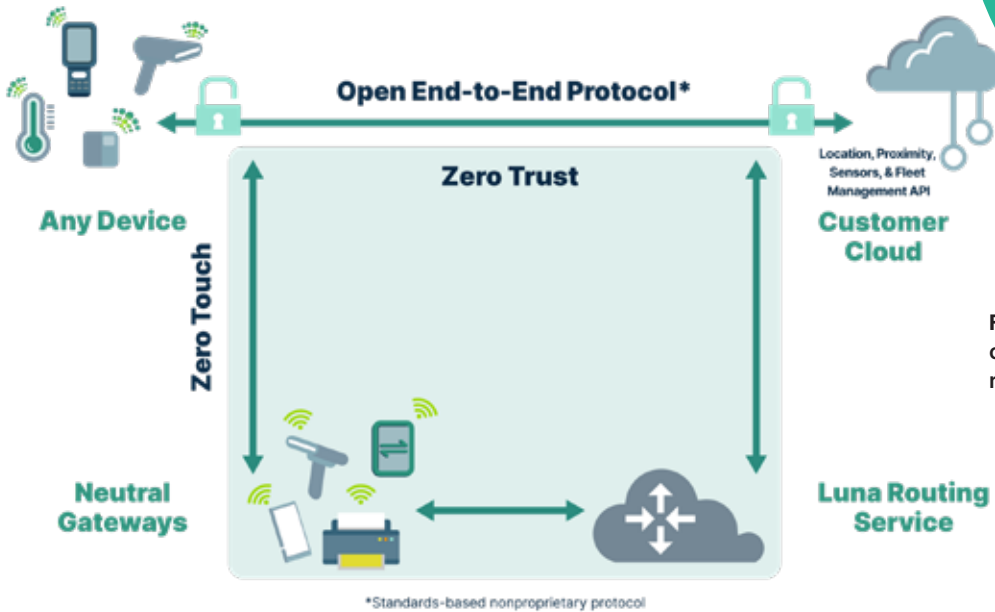 Open End-to-End Protocol*
Zero Trust
Location, Proximity,
Sensors, & Fleet
Management API
Any Device
Customer
Cloud
Zero Touch
Neutral
Gateways
Luna Routing
Service
*Standards-based nonproprietary protocol